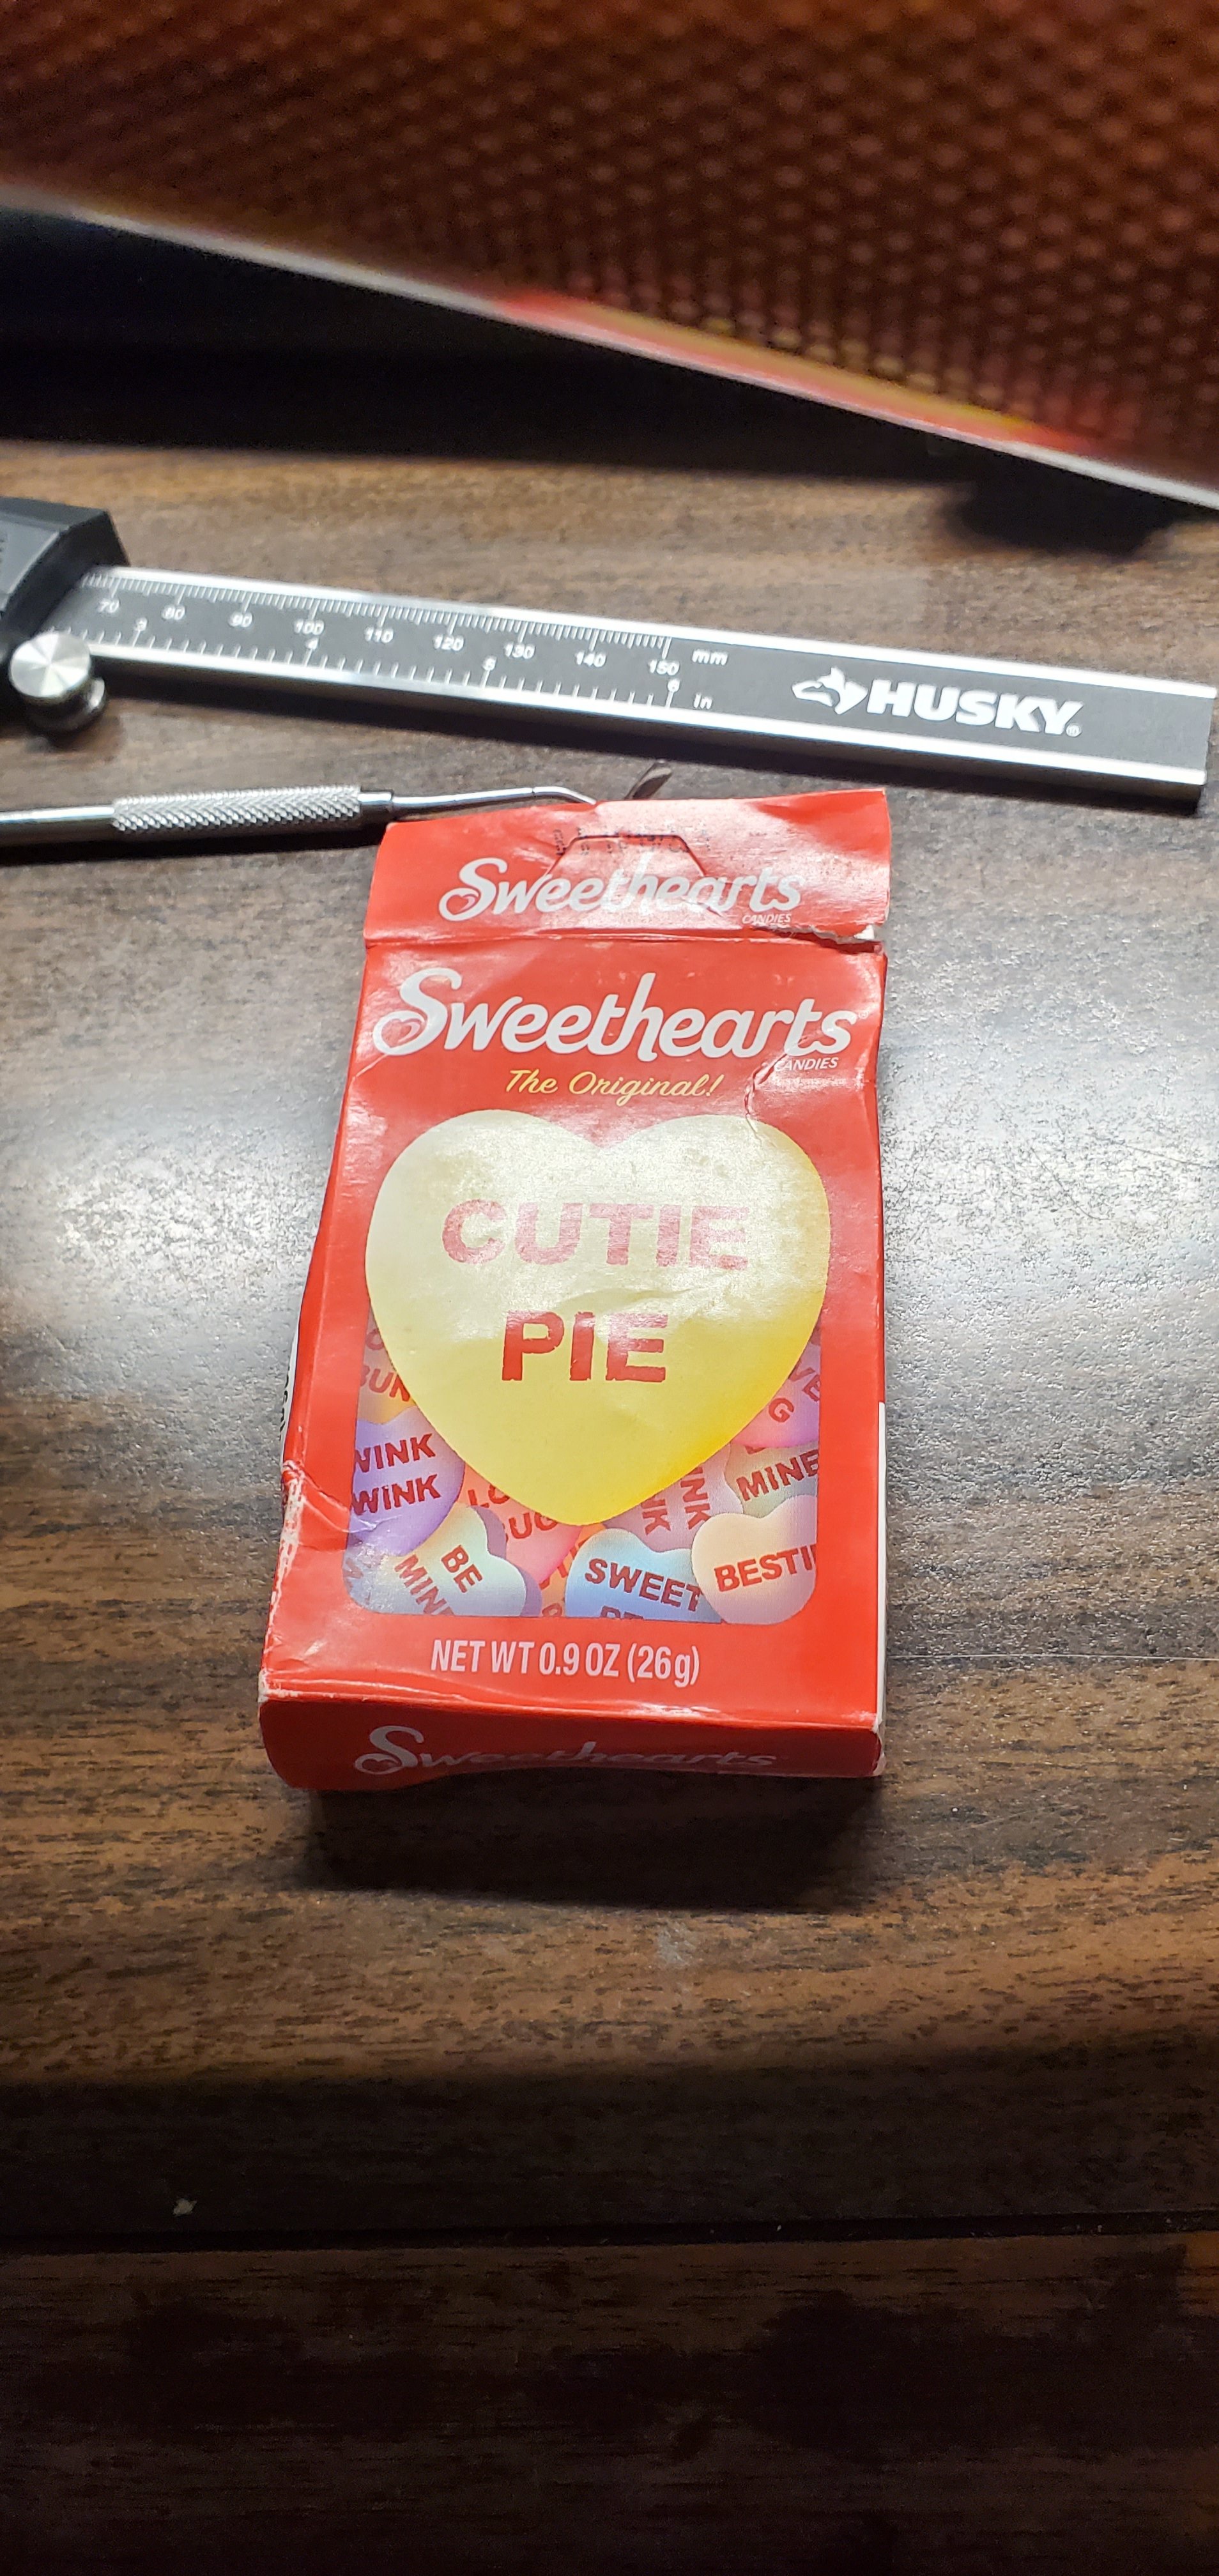 70 80 90 100 110 120 130 140 150 mm
3 4 5 6 in
HUSKY®
Sweethearts
CANDIES
Sweethearts
CANDIES
The Original!
CUTIE
PIE
WINK
WINK
BE
MINE
SWEET
MINE
BESTI
NET WT 0.9 OZ (26g)
Sweethearts